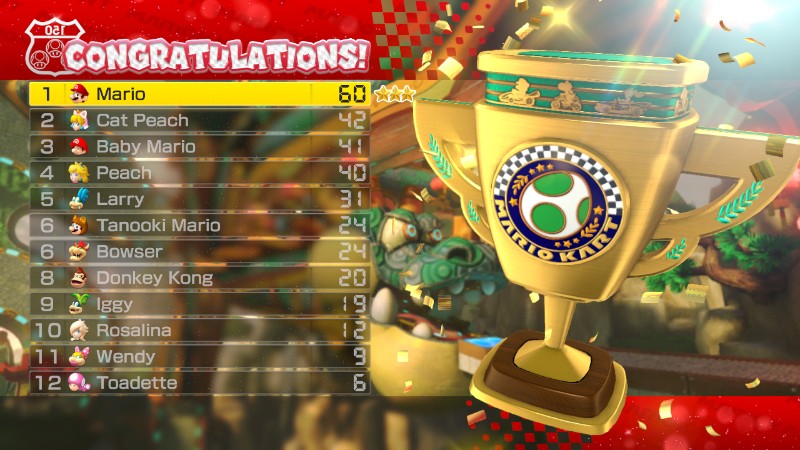 150
CONGRATULATIONS!
1 Mario 60
2 Cat Peach 42
3 Baby Mario 41
4 Peach 40
5 Larry 31
6 Tanooki Mario 24
6 Bowser 24
8 Donkey Kong 20
9 Iggy 19
10 Rosalina 12
11 Wendy 9
12 Toadette 6
MARIO KART